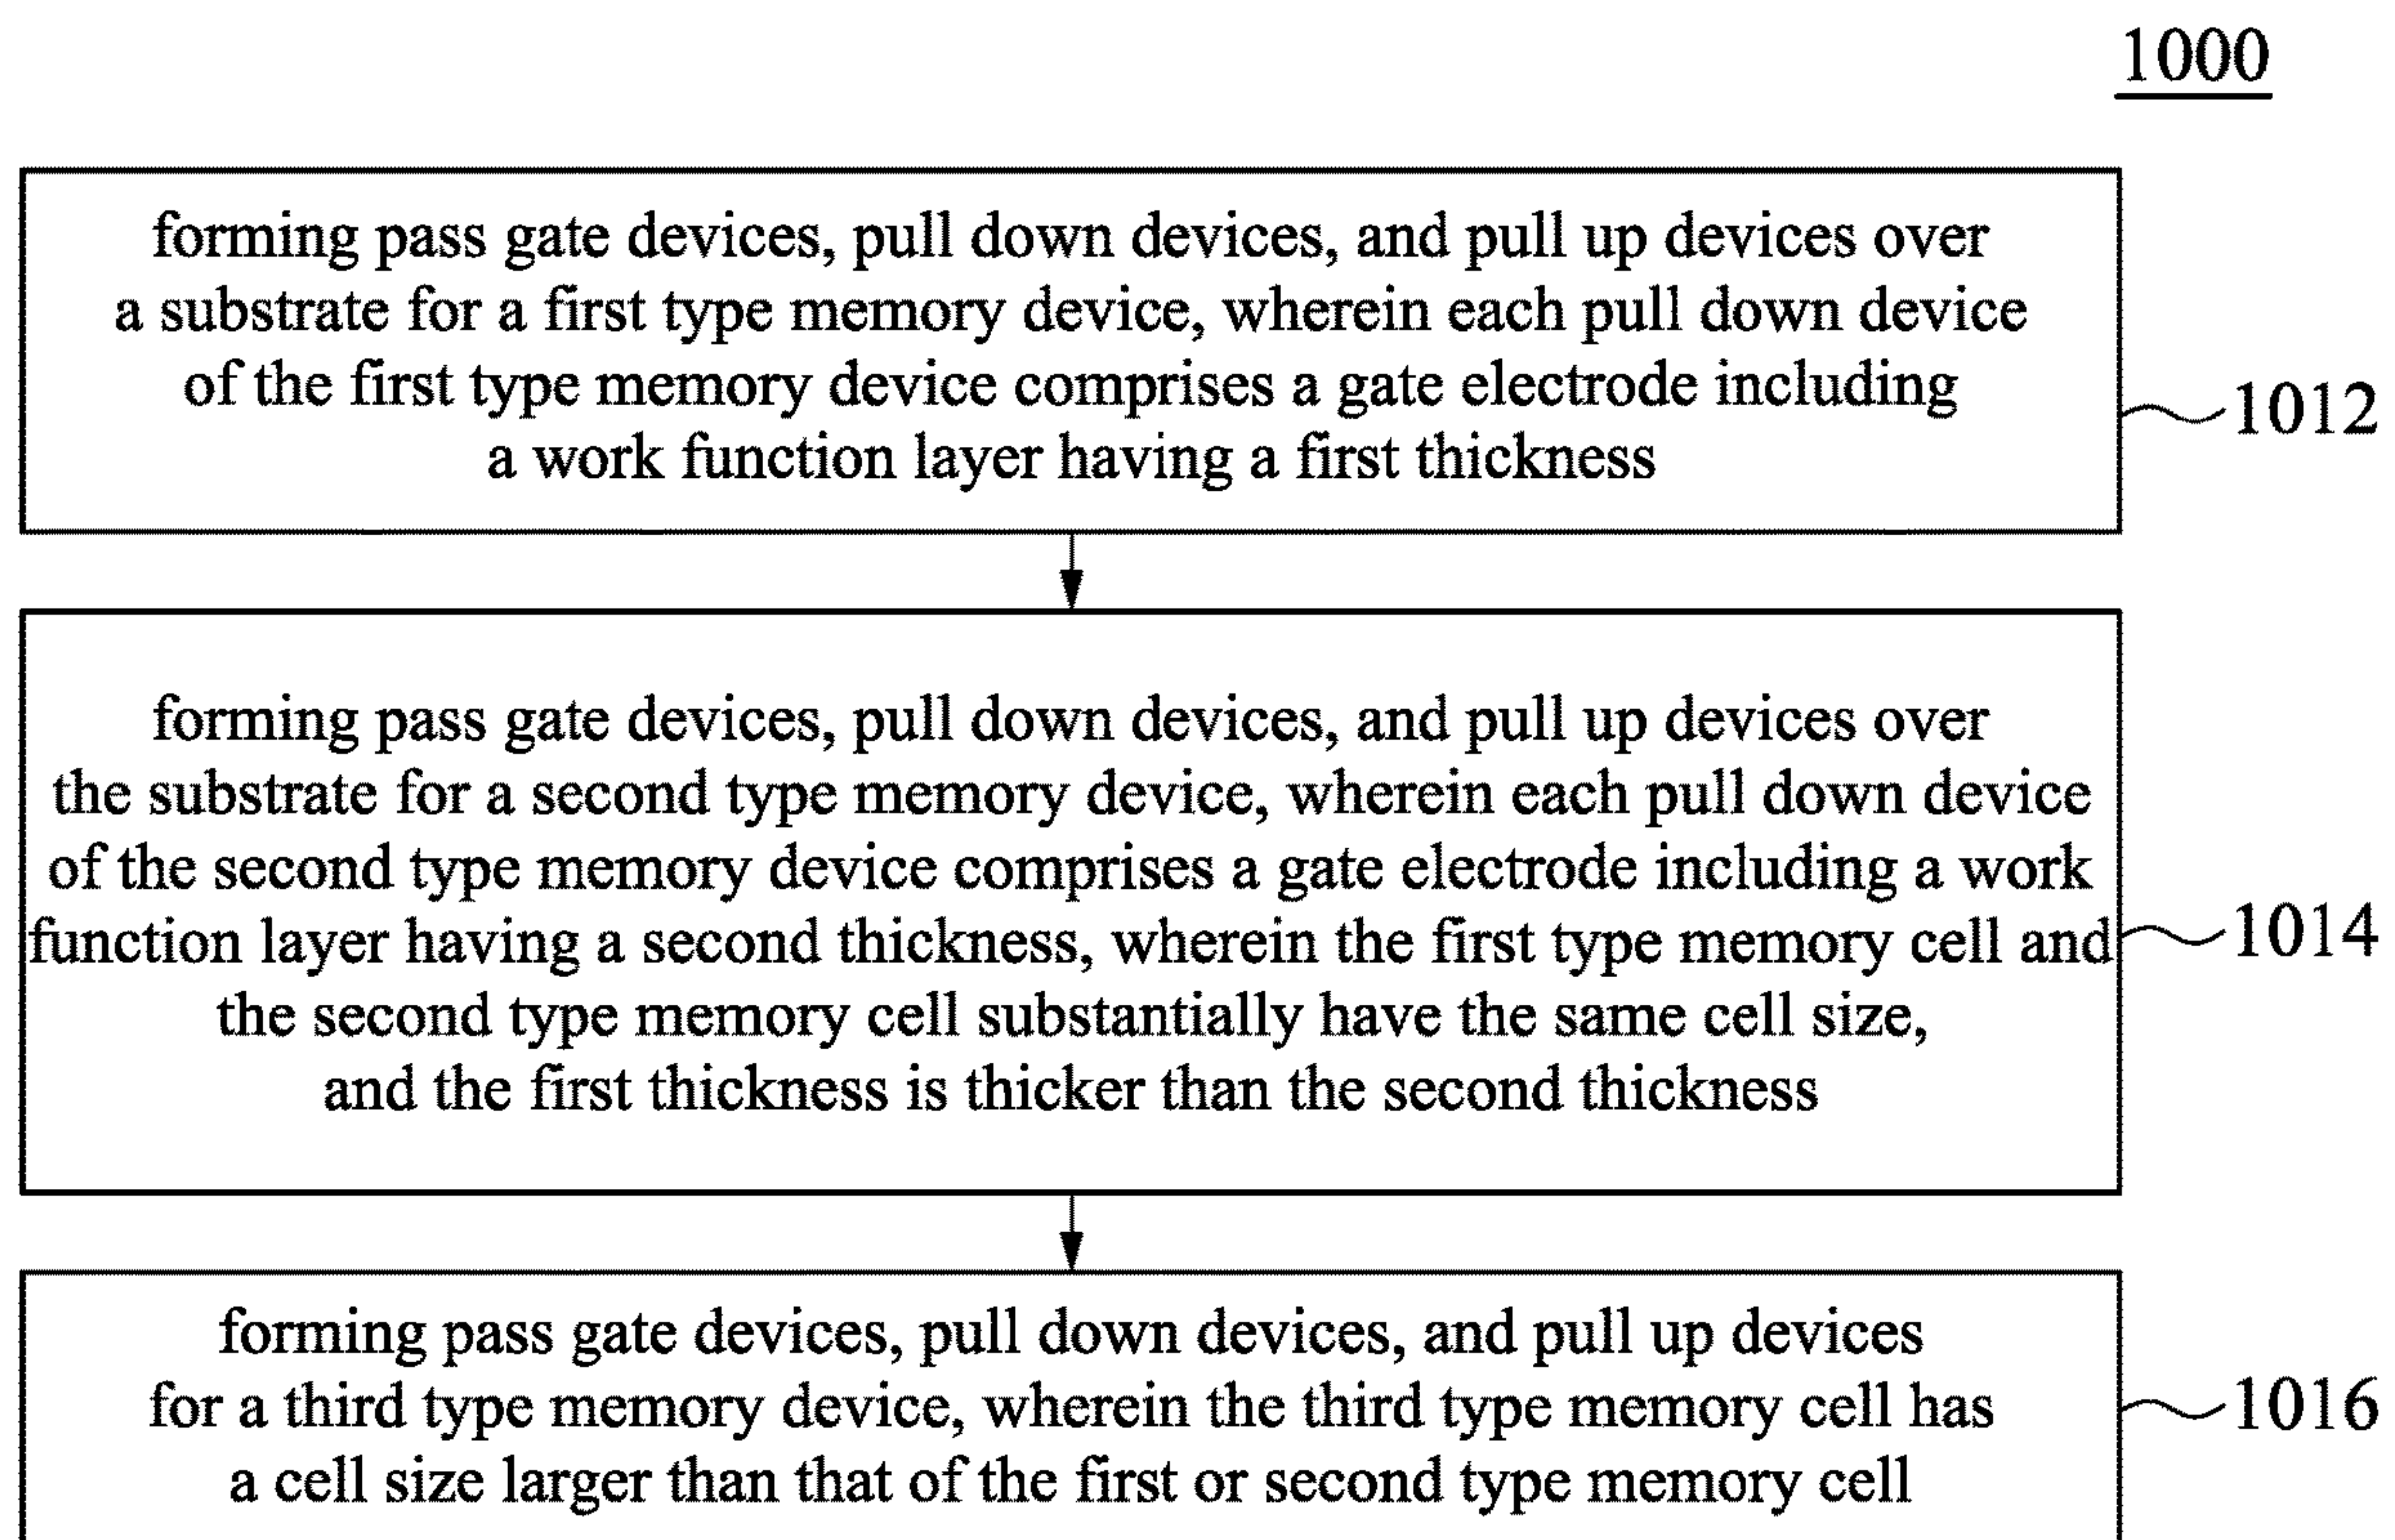 1000
forming pass gate devices, pull down devices, and pull up devices over
a substrate for a first type memory device, wherein each pull down device
of the first type memory device comprises a gate electrode including
a work function layer having a first thickness
1012
forming pass gate devices, pull down devices, and pull up devices over
the substrate for a second type memory device, wherein each pull down device
of the second type memory device comprises a gate electrode including a work
function layer having a second thickness, wherein the first type memory cell and
the second type memory cell substantially have the same cell size,
and the first thickness is thicker than the second thickness
1014
forming pass gate devices, pull down devices, and pull up devices
for a third type memory device, wherein the third type memory cell has
a cell size larger than that of the first or second type memory cell
1016